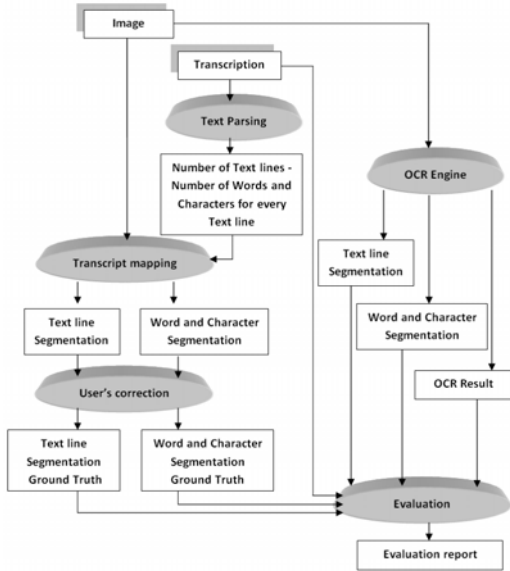 Image
Transcription
Text Parsing
Number of Text lines -
Number of Words and
Characters for every
Text line
OCR Engine
Transcript mapping
Text line
Segmentation
Text line
Segmentation
Word and Character
Segmentation
Word and Character
Segmentation
User's correction
OCR Result
Text line
Segmentation
Ground Truth
Word and Character
Segmentation
Ground Truth
Evaluation
Evaluation report